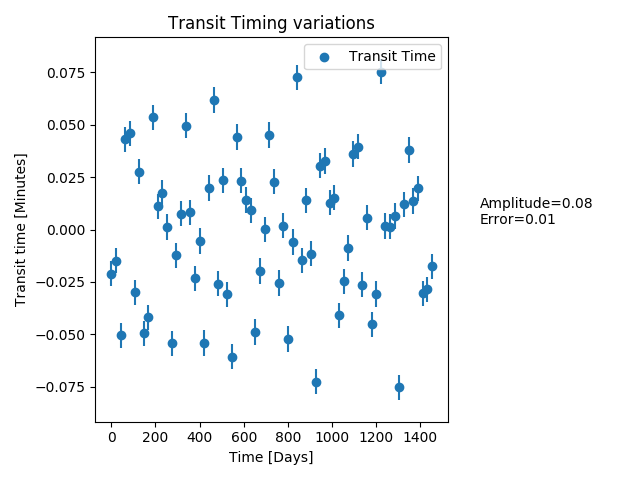 Transit Timing variations
Transit Time
0.075
0.050
0.025
0.000
−0.025
−0.050
−0.075
Transit time [Minutes]
0 200 400 600 800 1000 1200 1400
Time [Days]
Amplitude=0.08
Error=0.01